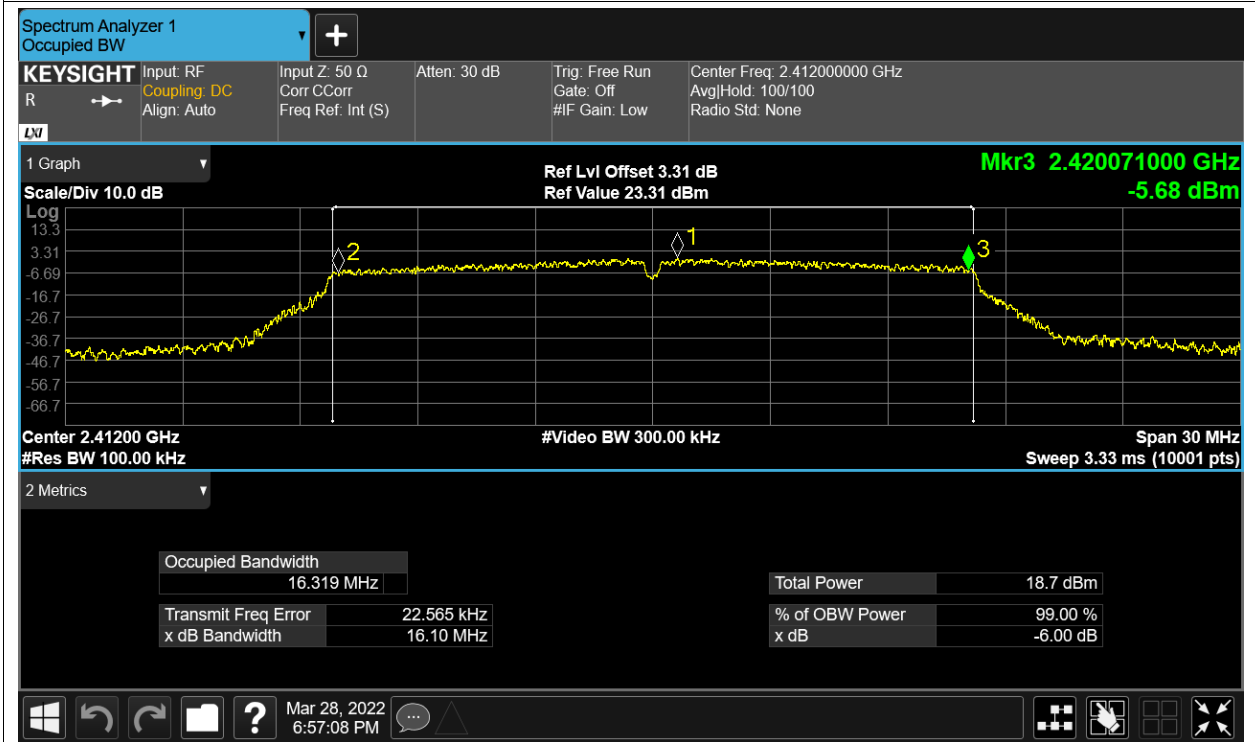 Spectrum Analyzer 1
Occupied BW
KEYSIGHT
R
LXI
Input: RF
Coupling: DC
Align: Auto
Input Z: 50 Ω
Corr CCorr
Freq Ref: Int (S)
Atten: 30 dB
Trig: Free Run
Gate: Off
#IF Gain: Low
Center Freq: 2.412000000 GHz
Avg|Hold: 100/100
Radio Std: None
1 Graph
Scale/Div 10.0 dB
Ref Lvl Offset 3.31 dB
Ref Value 23.31 dBm
Mkr3 2.420071000 GHz
-5.68 dBm
Log
13.3
3.31
-6.69
-16.7
-26.7
-36.7
-46.7
-56.7
-66.7
2
1
3
Center 2.41200 GHz
#Res BW 100.00 kHz
#Video BW 300.00 kHz
Span 30 MHz
Sweep 3.33 ms (10001 pts)
2 Metrics
Occupied Bandwidth
16.319 MHz
Transmit Freq Error 22.565 kHz
x dB Bandwidth 16.10 MHz
Total Power 18.7 dBm
% of OBW Power 99.00 %
x dB -6.00 dB
?
Mar 28, 2022
6:57:08 PM